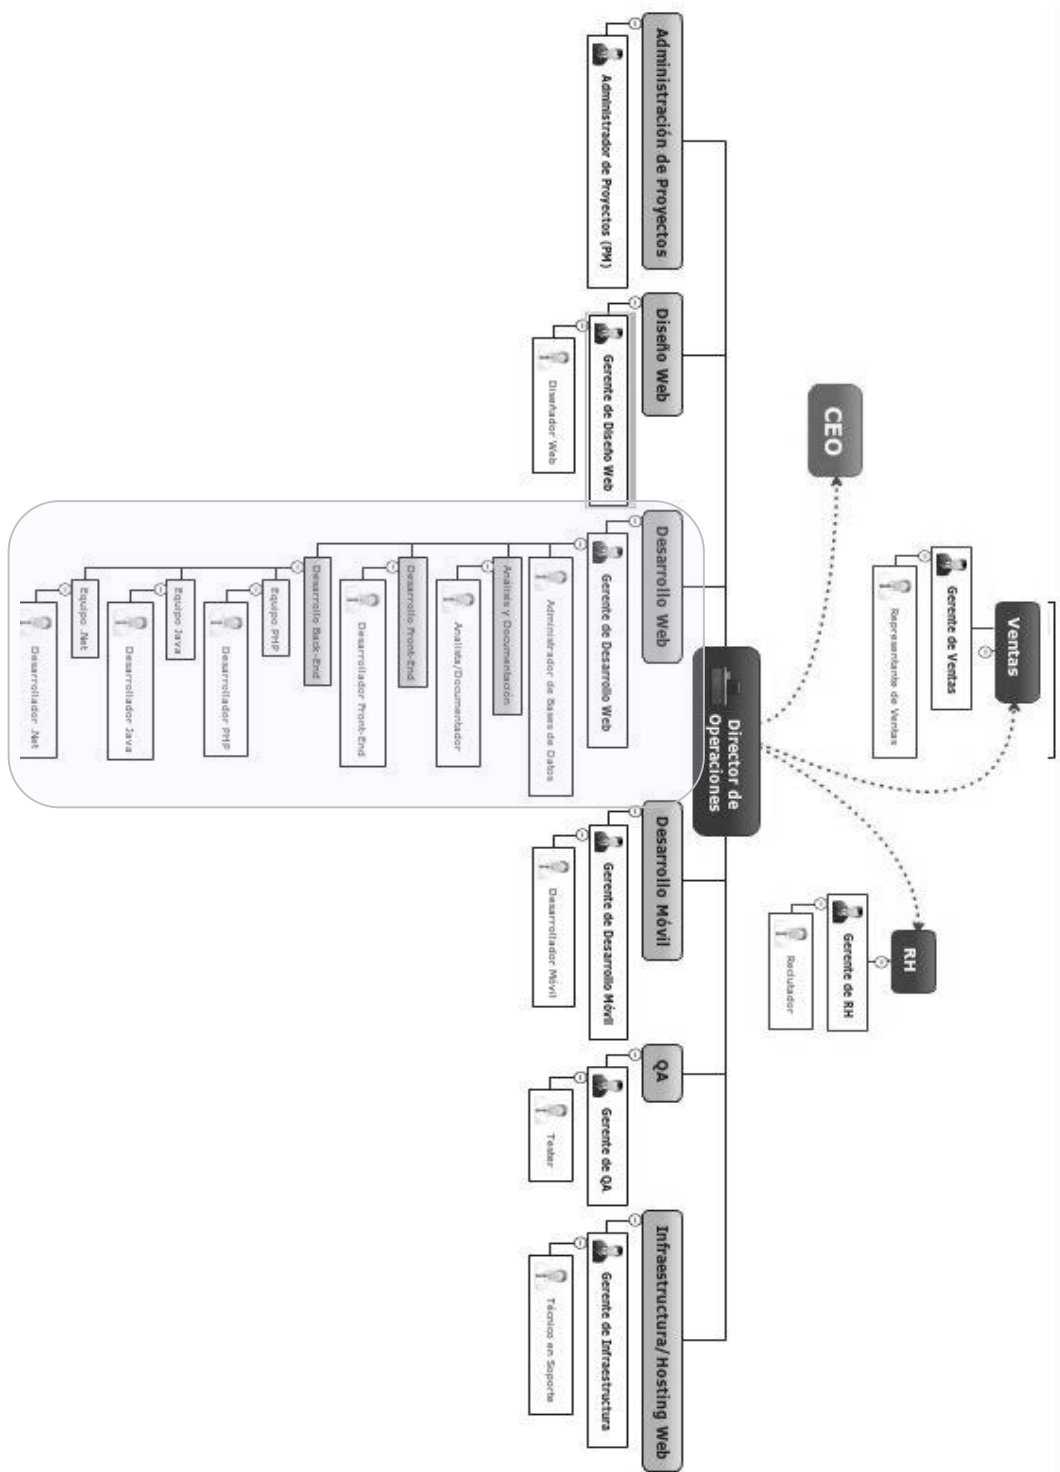 CEO
Ventas
Gerente de Ventas
Representante de Ventas
RH
Gerente de RH
Reclutador
Director de
Operaciones
Administración de Proyectos
Administrador de Proyectos (PM)
Diseño Web
Gerente de Diseño Web
Diseñador Web
Desarrollo Web
Gerente de Desarrollo Web
Administrador de Bases de Datos
Análisis y Documentación
Analista/Documentador
Desarrollo Front-End
Desarrollador Front-End
Desarrollo Back-End
Equipo PHP
Desarrollador PHP
Equipo Java
Desarrollador Java
Equipo .Net
Desarrollador .Net
Desarrollo Móvil
Gerente de Desarrollo Móvil
Desarrollador Móvil
QA
Gerente de QA
Tester
Infraestructura/Hosting Web
Gerente de Infraestructura
Técnico en Soporte